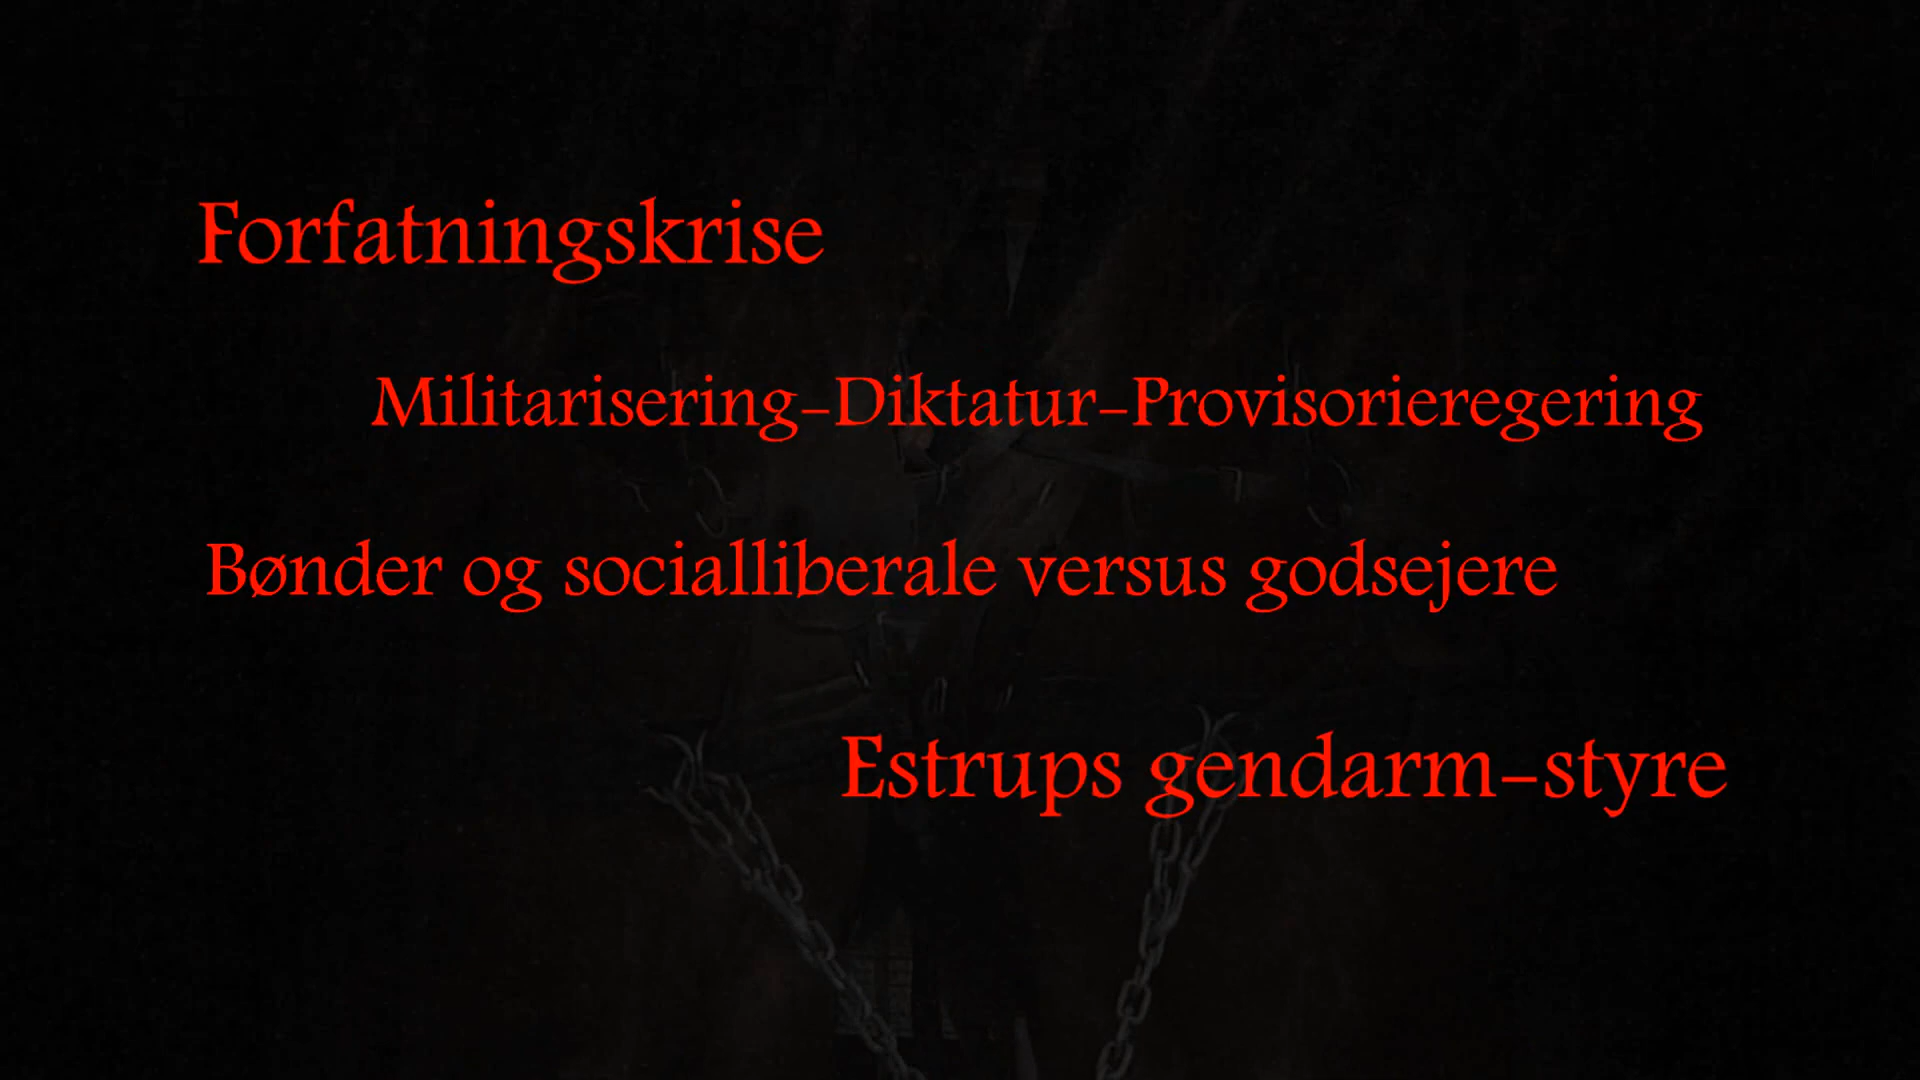 Forfatningskrise
Militarisering-Diktatur-Provisorieregering
Bønder og socialliberale versus godsejere
Estrups gendarm-styre